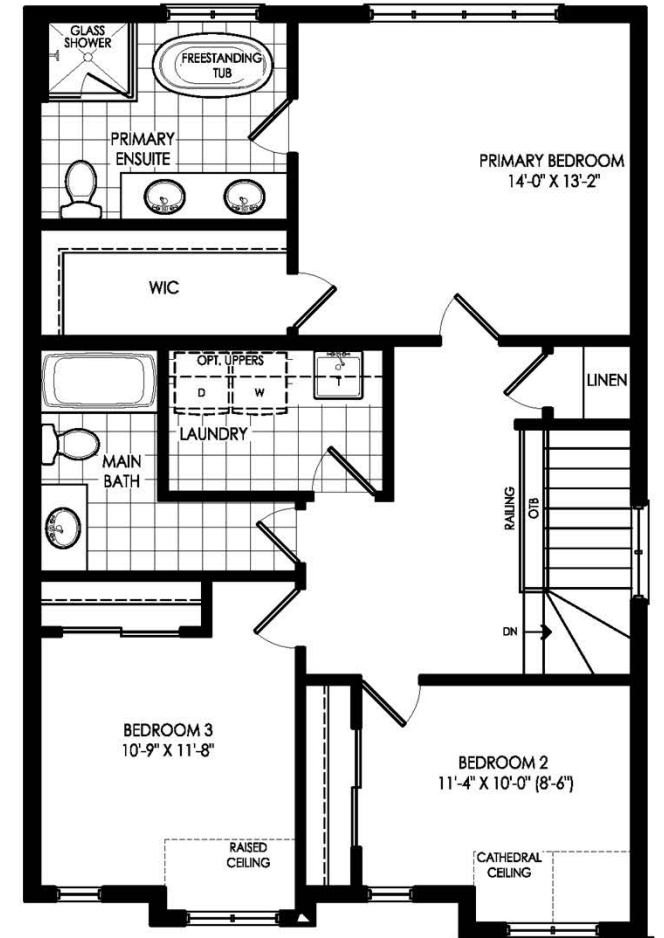 GLASS
SHOWER
FREESTANDING
TUB
PRIMARY
ENSUITE
PRIMARY BEDROOM
14'-0" X 13'-2"
WIC
OPT. UPPERS
D
W
T
LAUNDRY
LINEN
MAIN
BATH
RAILING
OTB
DN
BEDROOM 3
10'-9" X 11'-8"
BEDROOM 2
11'-4" X 10'-0" (8'-6")
RAISED
CEILING
CATHEDRAL
CEILING